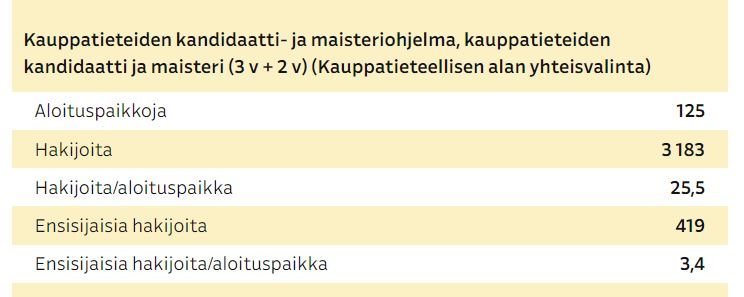 Kauppatieteiden kandidaatti- ja maisteriohjelma, kauppatieteiden
kandidaatti ja maisteri (3 v + 2 v) (Kauppatieteellisen alan yhteisvalinta)
Aloituspaikkoja 125
Hakijoita 3 183
Hakijoita/aloituspaikka 25,5
Ensisijaisia hakijoita 419
Ensisijaisia hakijoita/aloituspaikka 3,4